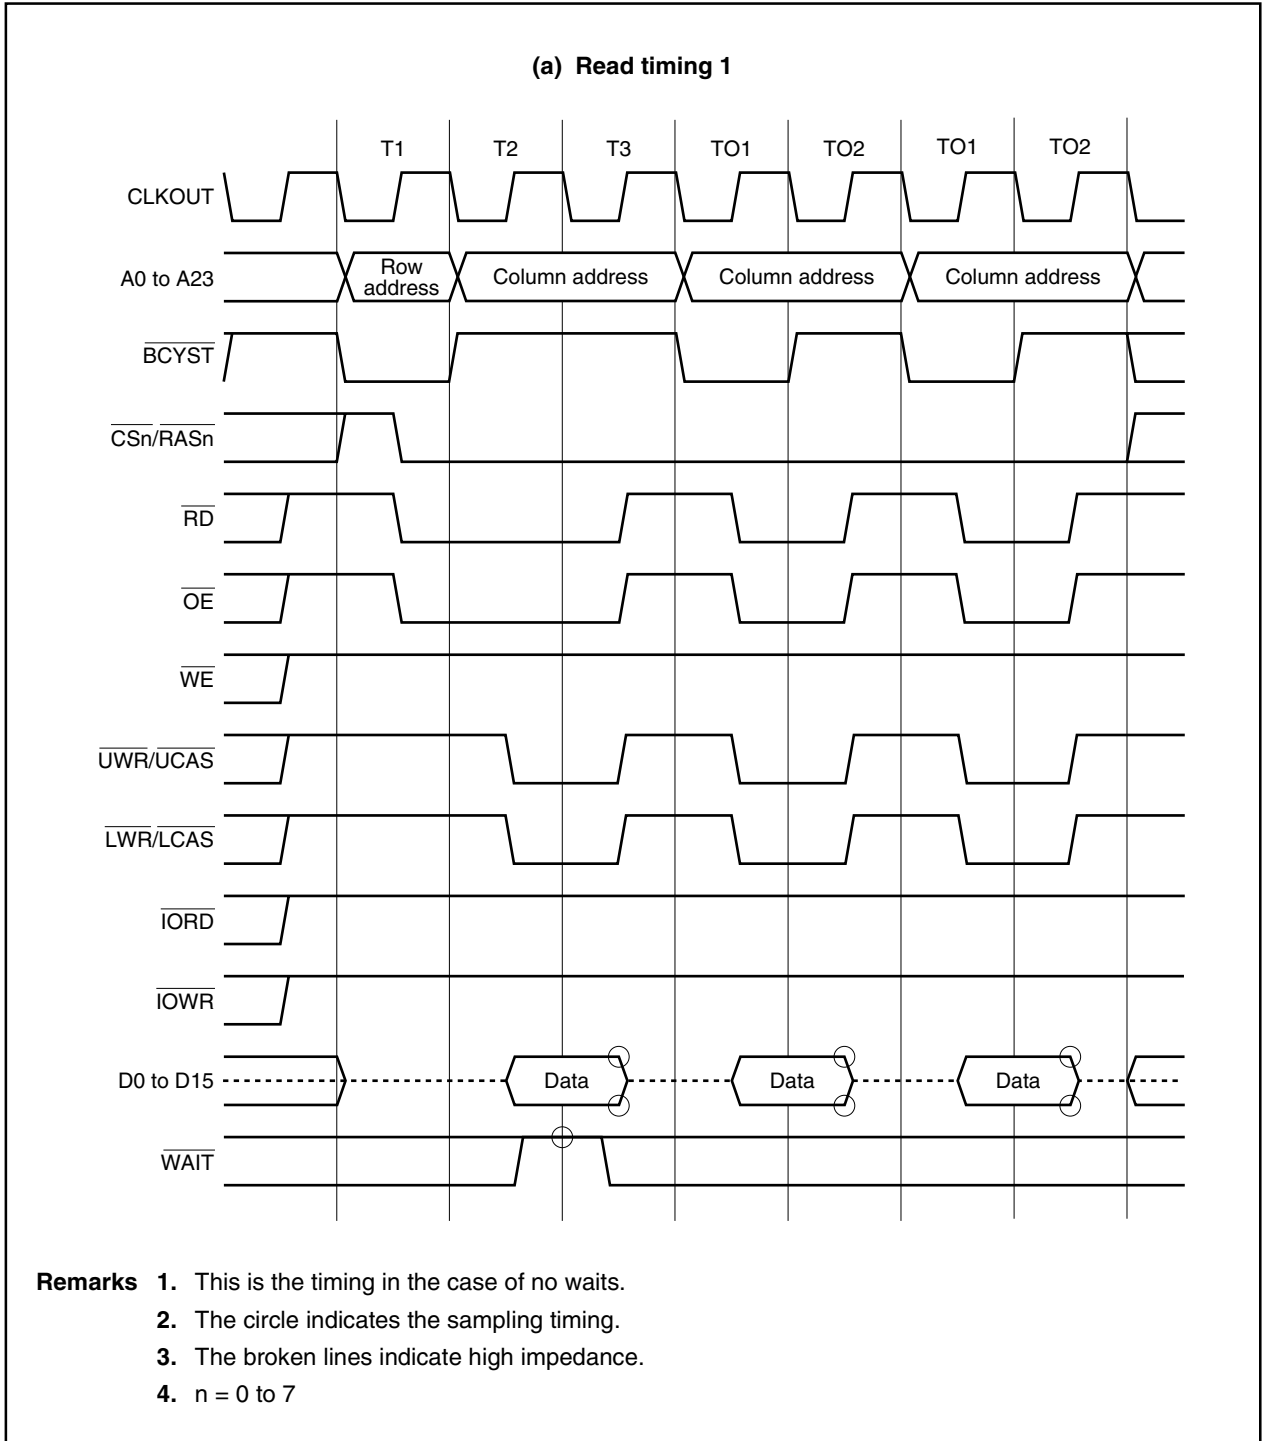 (a) Read timing 1
T1 T2 T3 TO1 TO2 TO1 TO2
CLKOUT
A0 to A23
Row
address
Column address
Column address
Column address
BCYST
CSn/RASn
RD
OE
WE
UWR/UCAS
LWR/LCAS
IORD
IOWR
D0 to D15
Data
Data
Data
WAIT
Remarks 1. This is the timing in the case of no waits.
2. The circle indicates the sampling timing.
3. The broken lines indicate high impedance.
4. n = 0 to 7